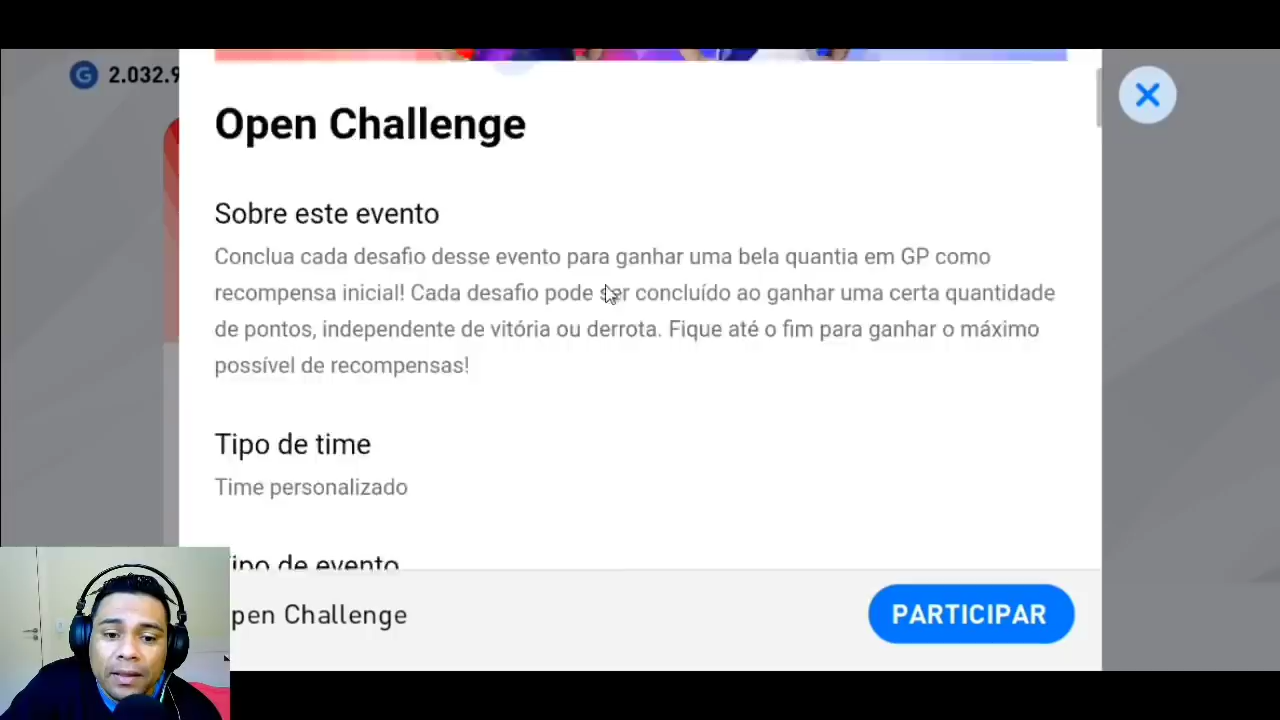 G 2.032.9
Open Challenge
Sobre este evento
Conclua cada desafio desse evento para ganhar uma bela quantia em GP como
recompensa inicial! Cada desafio pode ser concluído ao ganhar uma certa quantidade
de pontos, independente de vitória ou derrota. Fique até o fim para ganhar o máximo
possível de recompensas!
Tipo de time
Time personalizado
ipo de evento
pen Challenge
PARTICIPAR